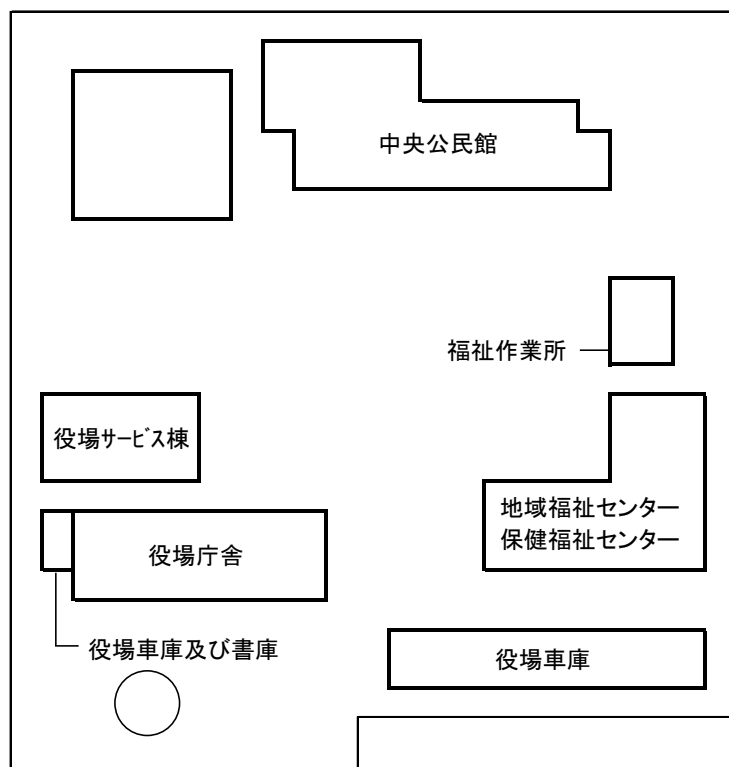 中央公民館
福祉作業所
役場サービス棟
地域福祉センター
保健福祉センター
役場庁舎
役場車庫及び書庫
役場車庫